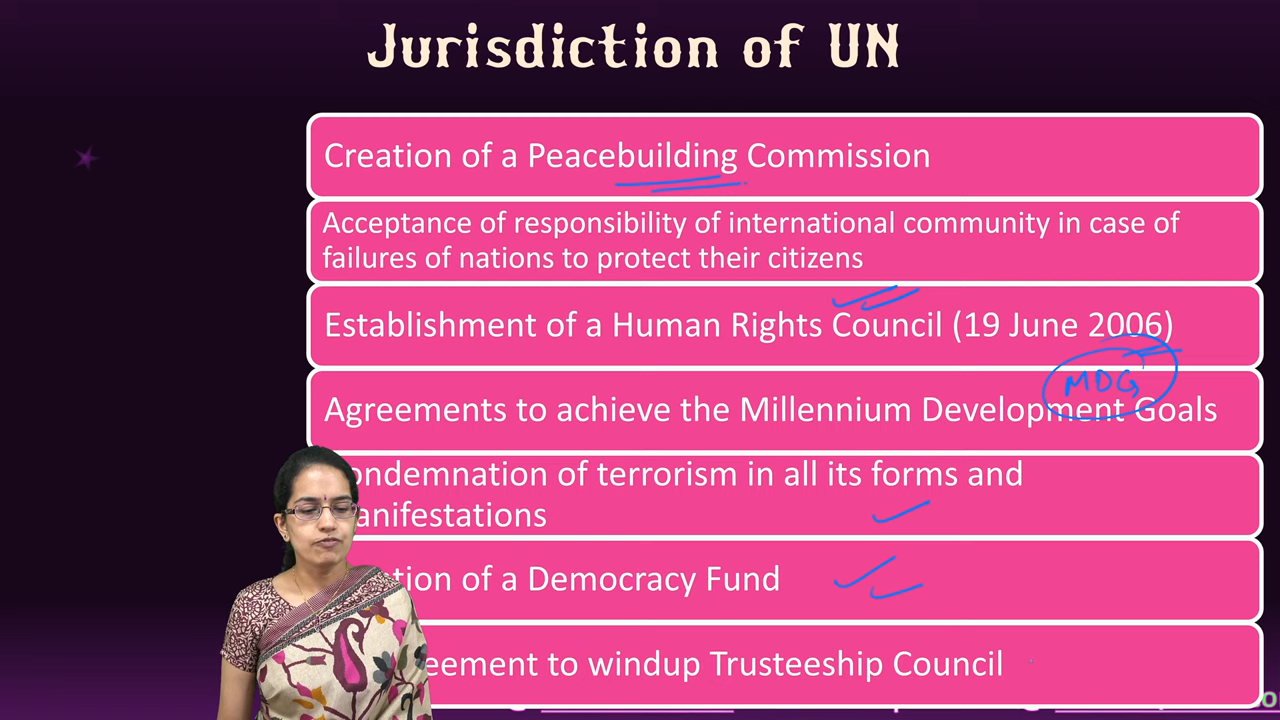 Jurisdiction of UN
Creation of a Peacebuilding Commission
Acceptance of responsibility of international community in case of
failures of nations to protect their citizens
Establishment of a Human Rights Council (19 June 2006)
MDG
Agreements to achieve the Millennium Development Goals
ondemnation of terrorism in all its forms and
anifestations
tion of a Democracy Fund
eement to windup Trusteeship Council